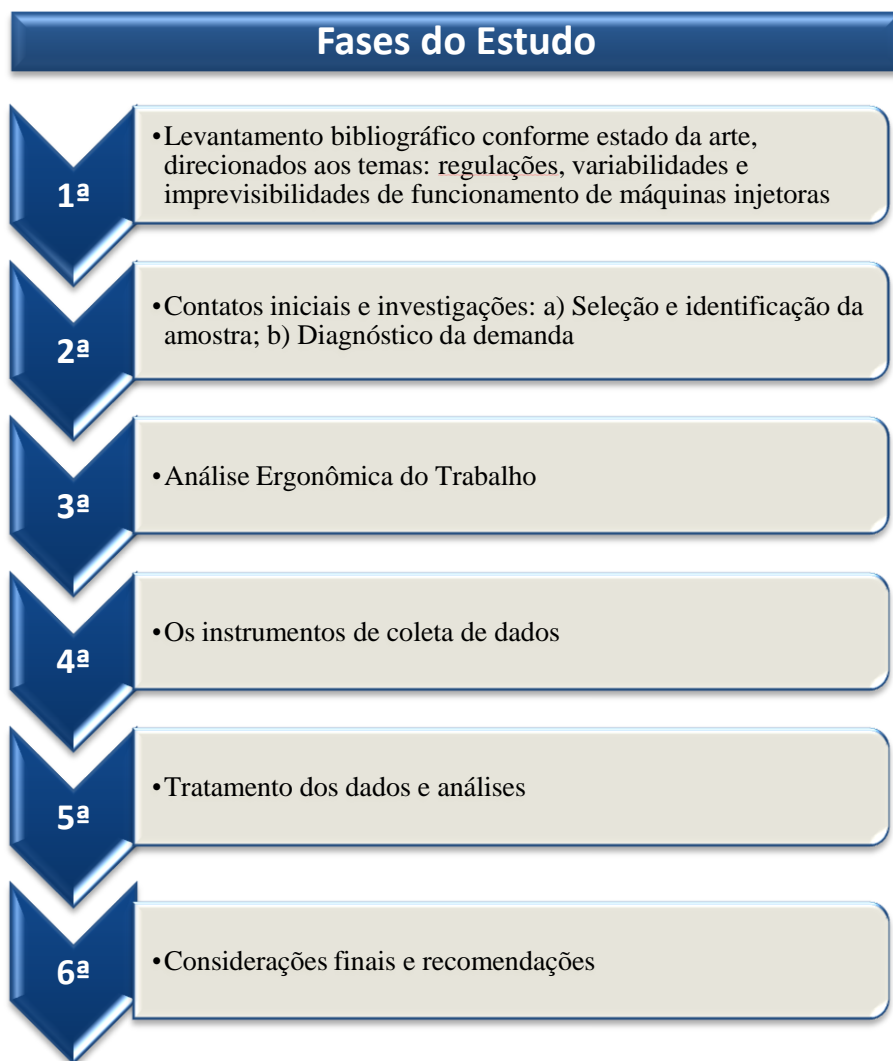 Fases do Estudo
1ª
•Levantamento bibliográfico conforme estado da arte,
direcionados aos temas: regulações, variabilidades e
imprevisibilidades de funcionamento de máquinas injetoras
2ª
•Contatos iniciais e investigações: a) Seleção e identificação da
amostra; b) Diagnóstico da demanda
3ª
•Análise Ergonômica do Trabalho
4ª
•Os instrumentos de coleta de dados
5ª
•Tratamento dos dados e análises
6ª
•Considerações finais e recomendações